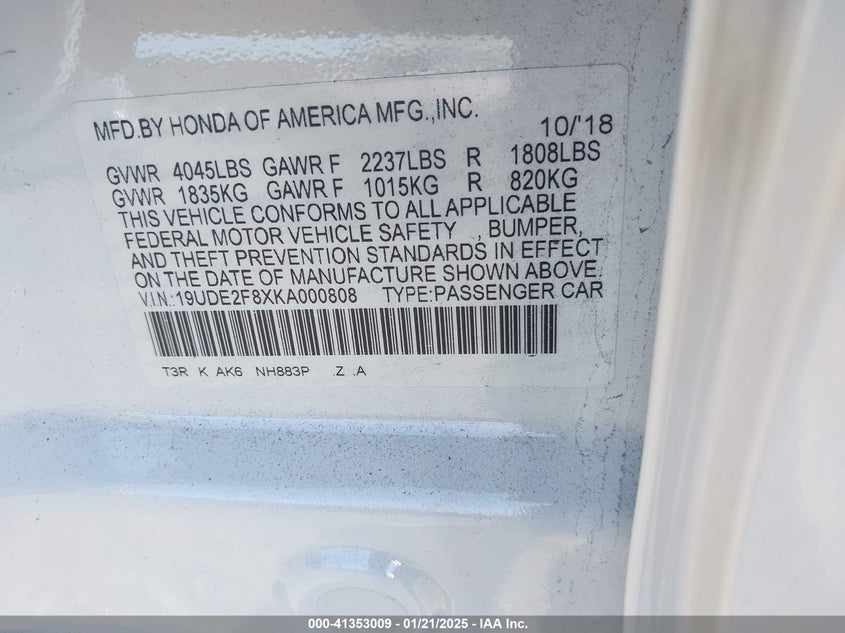 MFD.BY HONDA OF AMERICA MFG.,INC. 10/'18
GVWR 4045LBS GAWR F 2237LBS R 1808LBS
GVWR 1835KG GAWR F 1015KG R 820KG
THIS VEHICLE CONFORMS TO ALL APPLICABLE
FEDERAL MOTOR VEHICLE SAFETY , BUMPER,
AND THEFT PREVENTION STANDARDS IN EFFECT
ON THE DATE OF MANUFACTURE SHOWN ABOVE.
V.I.N.:19UDE2F8XKA000808 TYPE:PASSENGER CAR
T3R K AK6 NH883P .Z .A
000-41353009 - 01/21/2025 - IAA Inc.